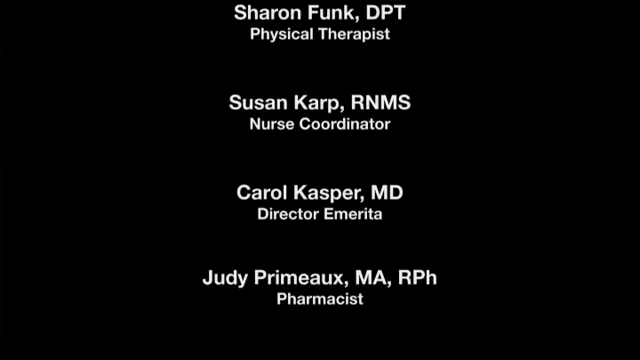 Sharon Funk, DPT
Physical Therapist
Susan Karp, RNMS
Nurse Coordinator
Carol Kasper, MD
Director Emerita
Judy Primeaux, MA, RPh
Pharmacist